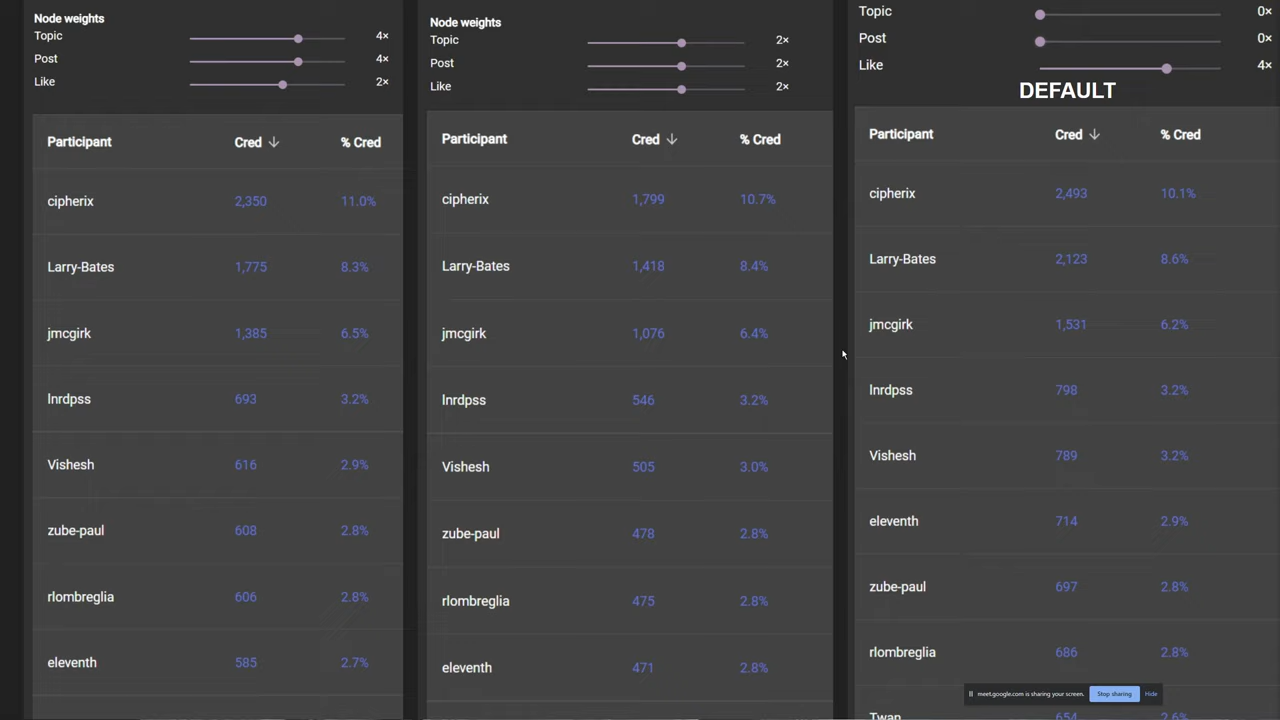 Node weights
Topic 4×
Post 4×
Like 2×
Participant Cred ↓ % Cred
cipherix 2,350 11.0%
Larry-Bates 1,775 8.3%
jmcgirk 1,385 6.5%
lnrdpss 693 3.2%
Vishesh 616 2.9%
zube-paul 608 2.8%
rlombreglia 606 2.8%
eleventh 585 2.7%
Node weights
Topic 2×
Post 2×
Like 2×
Participant Cred ↓ % Cred
cipherix 1,799 10.7%
Larry-Bates 1,418 8.4%
jmcgirk 1,076 6.4%
lnrdpss 546 3.2%
Vishesh 505 3.0%
zube-paul 478 2.8%
rlombreglia 475 2.8%
eleventh 471 2.8%
Topic 0×
Post 0×
Like 4×
DEFAULT
Participant Cred ↓ % Cred
cipherix 2,493 10.1%
Larry-Bates 2,123 8.6%
jmcgirk 1,531 6.2%
lnrdpss 798 3.2%
Vishesh 789 3.2%
eleventh 714 2.9%
zube-paul 697 2.8%
rlombreglia 686 2.8%
meet.google.com is sharing your screen. Stop sharing Hide
Twan 654 2.6%